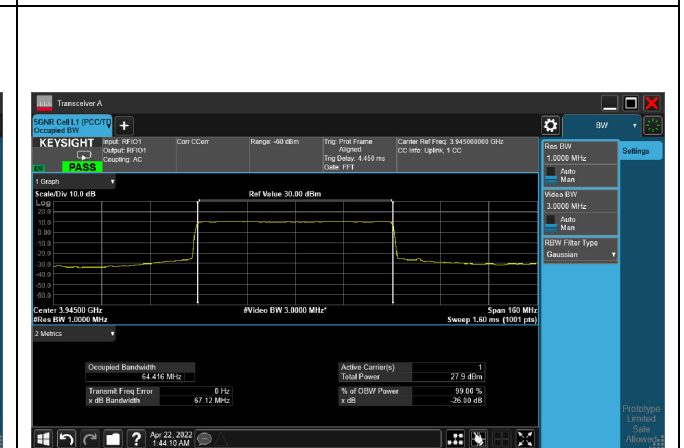 Transceiver A
5GNR Cell L1 (PCC/TD
Occupied BW
KEYSIGHT
PASS
Input: RFIO1
Output: RFIO1
Coupling: AC
Corr CCorr
Range: -60 dBm
Trig: Prot Frame
Aligned
Trig Delay: 4.450 ms
Gate: FFT
Carrier Ref Freq: 3.945000000 GHz
CC Info: Uplink, 1 CC
BW
Settings
Res BW
1.0000 MHz
Auto
Man
Video BW
3.0000 MHz
Auto
Man
RBW Filter Type
Gaussian
1 Graph
Scale/Div 10.0 dB
Ref Value 30.00 dBm
Log
20.0
10.0
0.00
-10.0
-20.0
-30.0
-40.0
-50.0
-60.0
Center 3.94500 GHz
#Video BW 3.0000 MHz*
Span 160 MHz
#Res BW 1.0000 MHz
Sweep 1.60 ms (1001 pts)
2 Metrics
Occupied Bandwidth
64.416 MHz
Transmit Freq Error
0 Hz
x dB Bandwidth
67.12 MHz
Active Carrier(s)
1
Total Power
27.9 dBm
% of OBW Power
99.00 %
x dB
-26.00 dB
Prototype
Limited
Sale
Allowed
Apr 22, 2022
1:44:10 AM